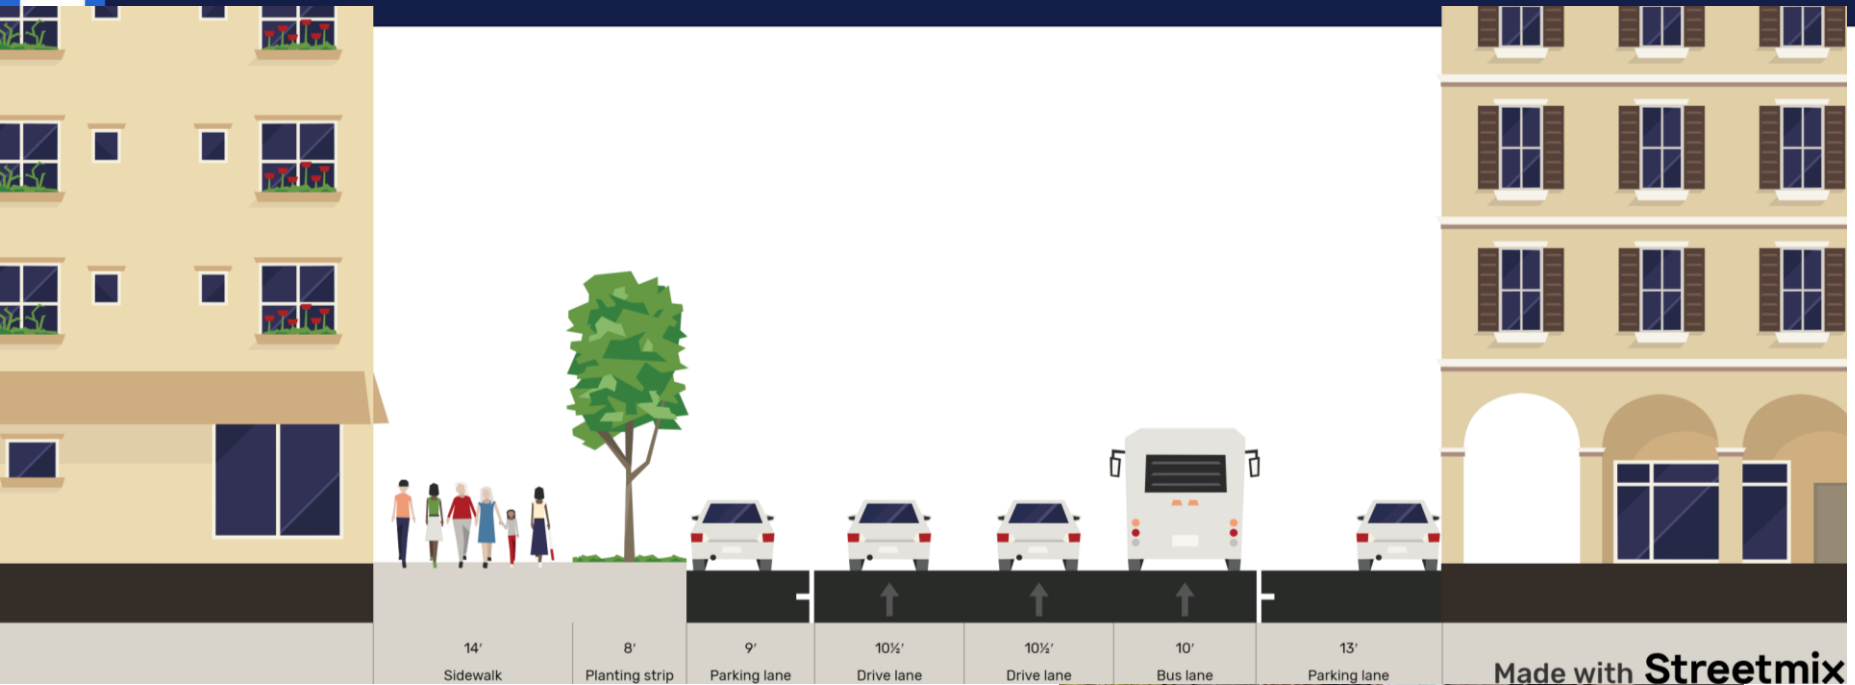 14′
Sidewalk
8′
Planting strip
9′
Parking lane
10½′
Drive lane
10½′
Drive lane
10′
Bus lane
13′
Parking lane
Made with Streetmix